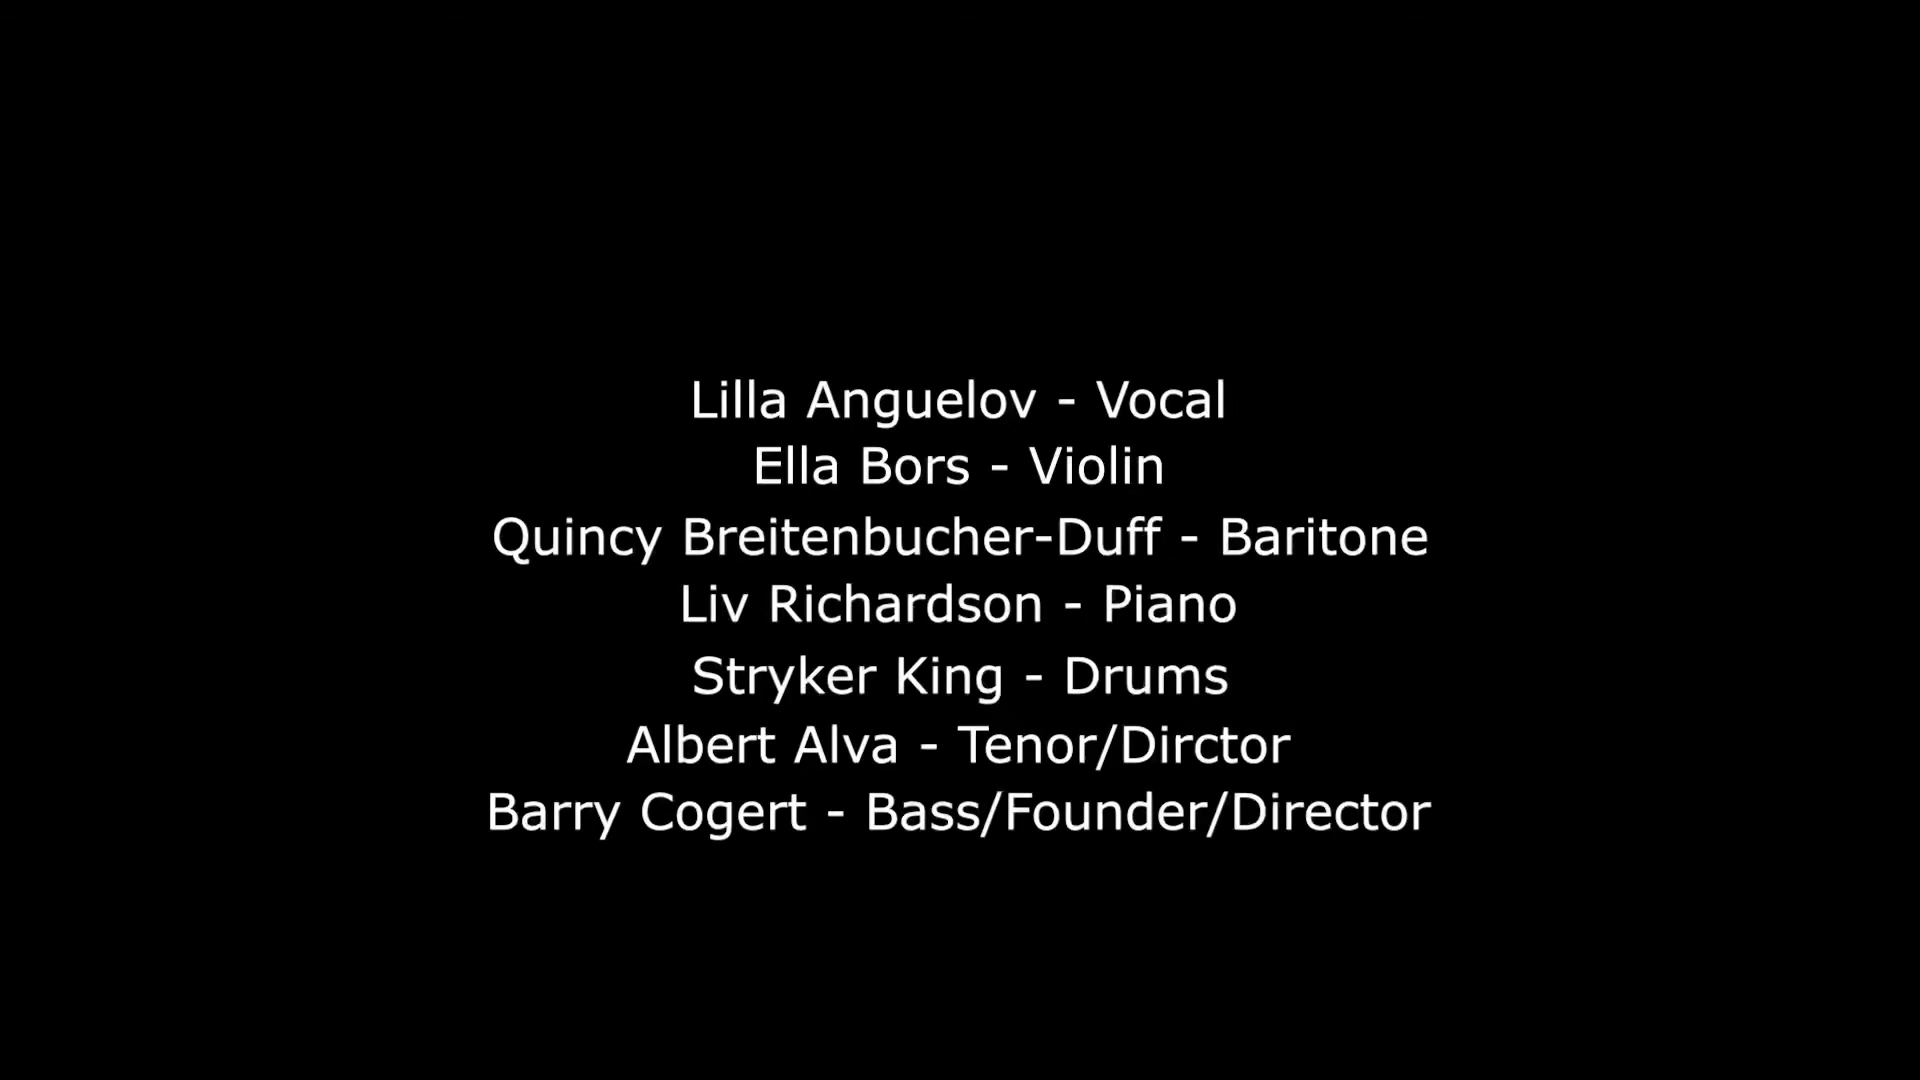 Lilla Anguelov - Vocal
Ella Bors - Violin
Quincy Breitenbucher-Duff - Baritone
Liv Richardson - Piano
Stryker King - Drums
Albert Alva - Tenor/Dirctor
Barry Cogert - Bass/Founder/Director